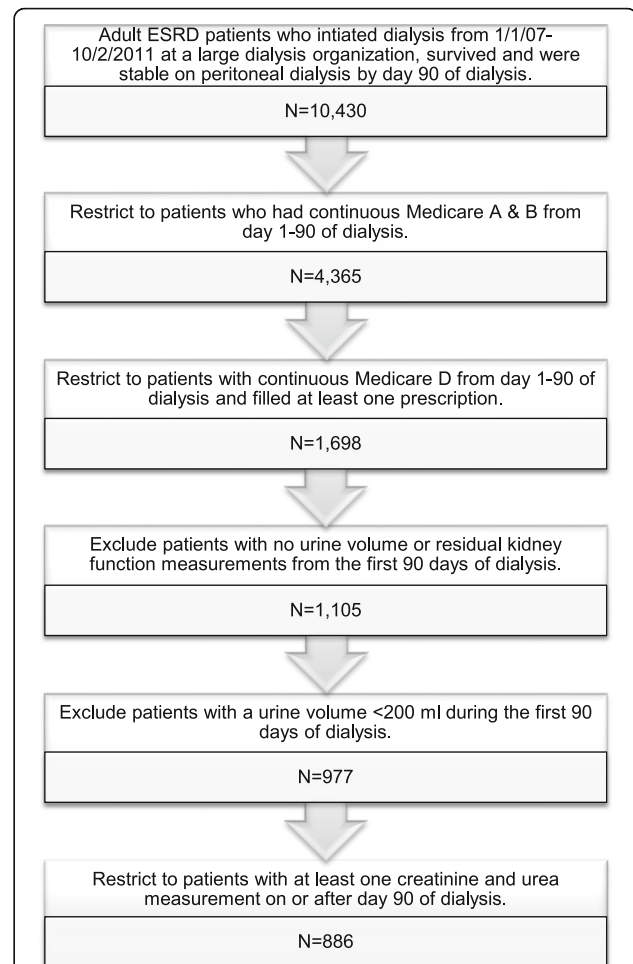 Adult ESRD patients who intiated dialysis from 1/1/07-
10/2/2011 at a large dialysis organization, survived and were
stable on peritoneal dialysis by day 90 of dialysis.
N=10,430
Restrict to patients who had continuous Medicare A & B from
day 1-90 of dialysis.
N=4,365
Restrict to patients with continuous Medicare D from day 1-90 of
dialysis and filled at least one prescription.
N=1,698
Exclude patients with no urine volume or residual kidney
function measurements from the first 90 days of dialysis.
N=1,105
Exclude patients with a urine volume <200 ml during the first 90
days of dialysis.
N=977
Restrict to patients with at least one creatinine and urea
measurement on or after day 90 of dialysis.
N=886